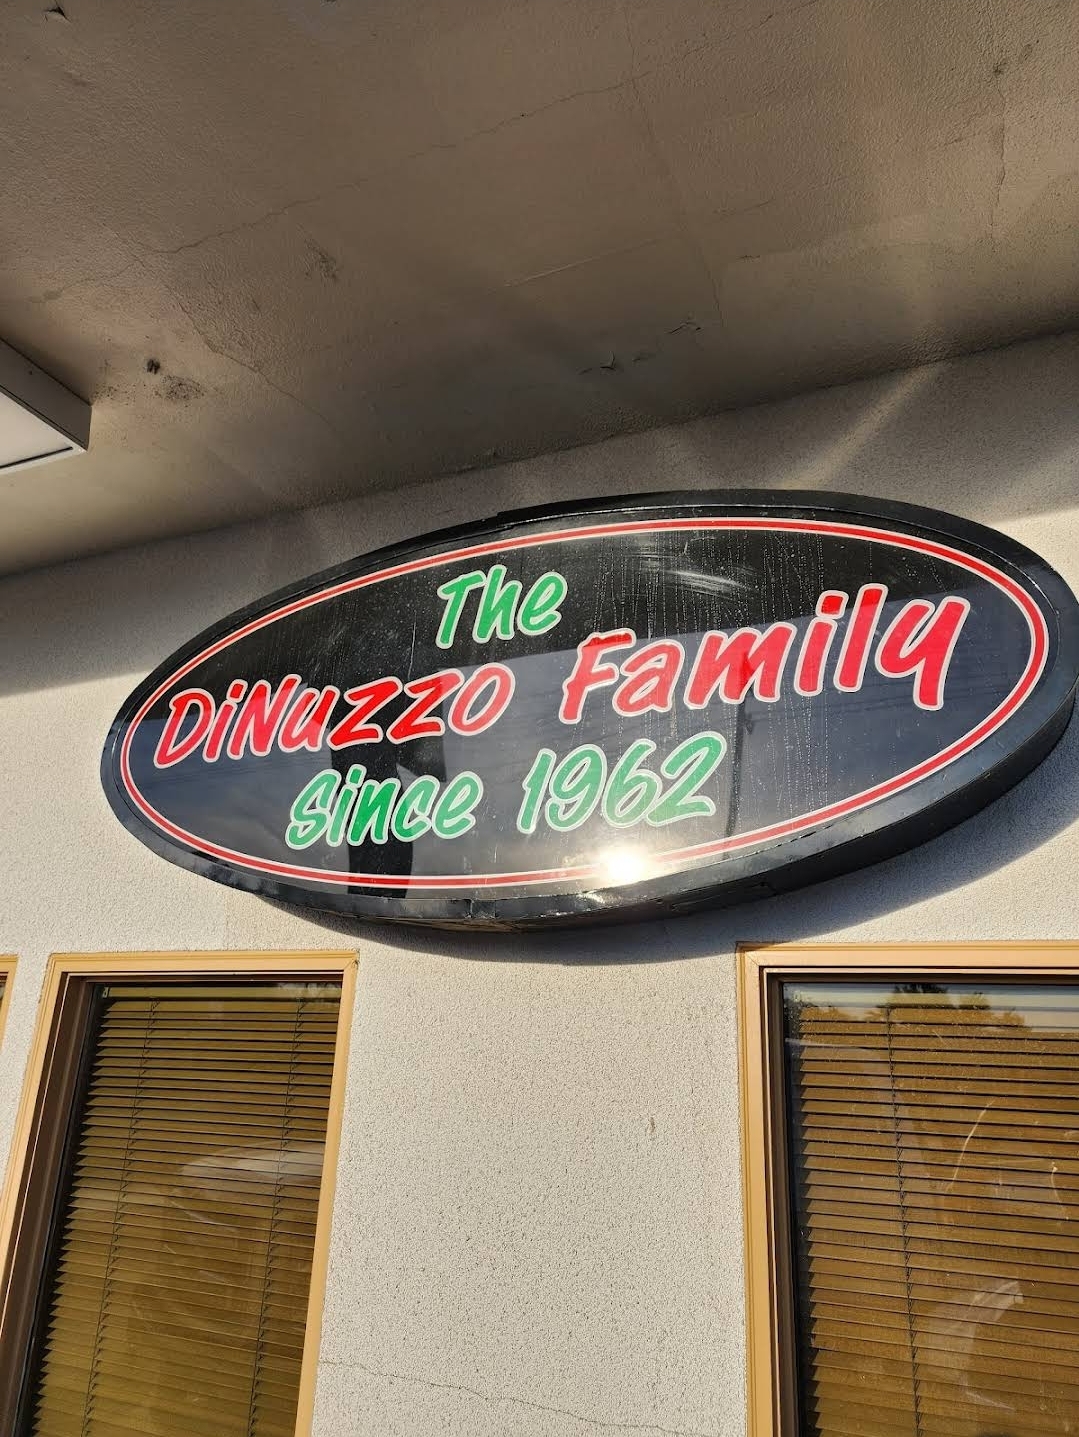 The
DiNuzzo Family
Since 1962